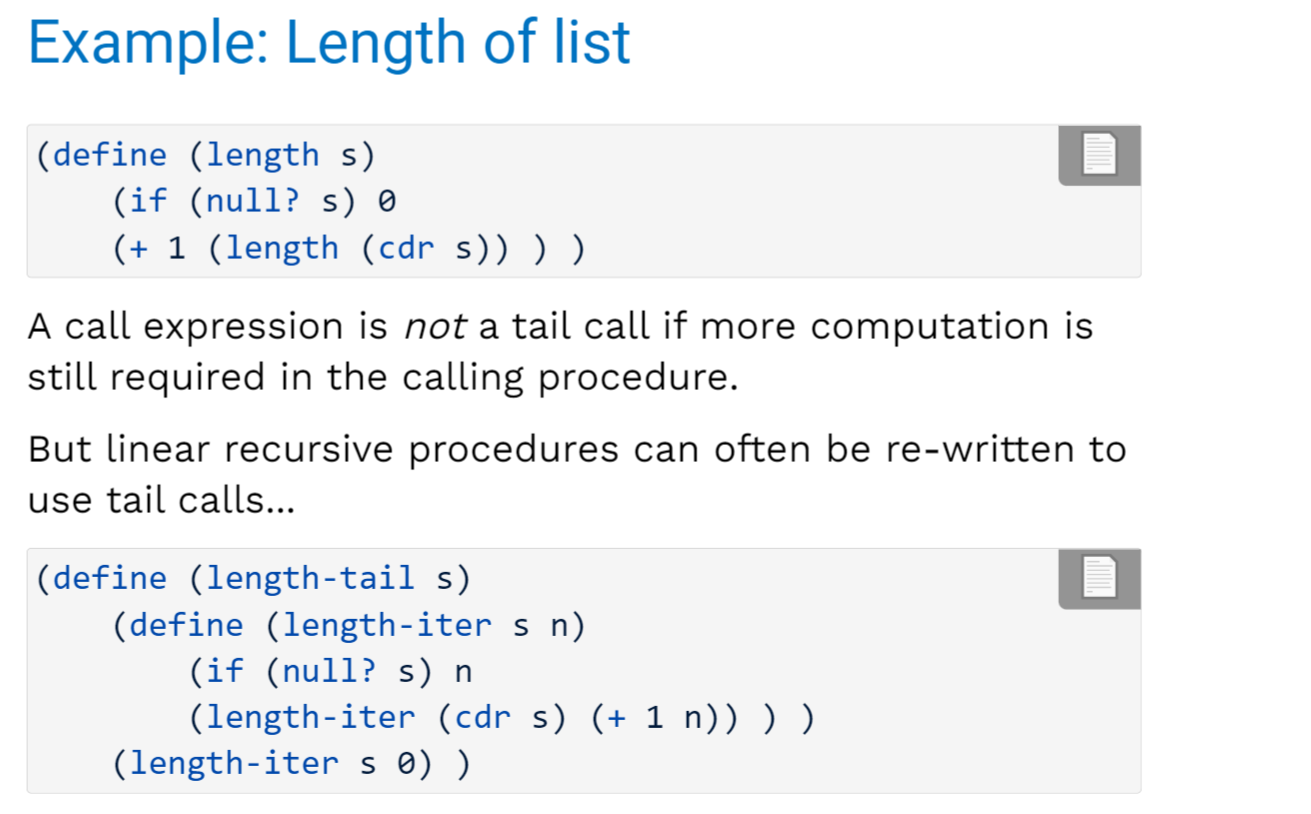 Example: Length of list
(define (length s)
    (if (null? s) 0
    (+ 1 (length (cdr s)) ) )
A call expression is not a tail call if more computation is
still required in the calling procedure.
But linear recursive procedures can often be re-written to
use tail calls...
(define (length-tail s)
    (define (length-iter s n)
        (if (null? s) n
        (length-iter (cdr s) (+ 1 n)) ) )
    (length-iter s 0) )